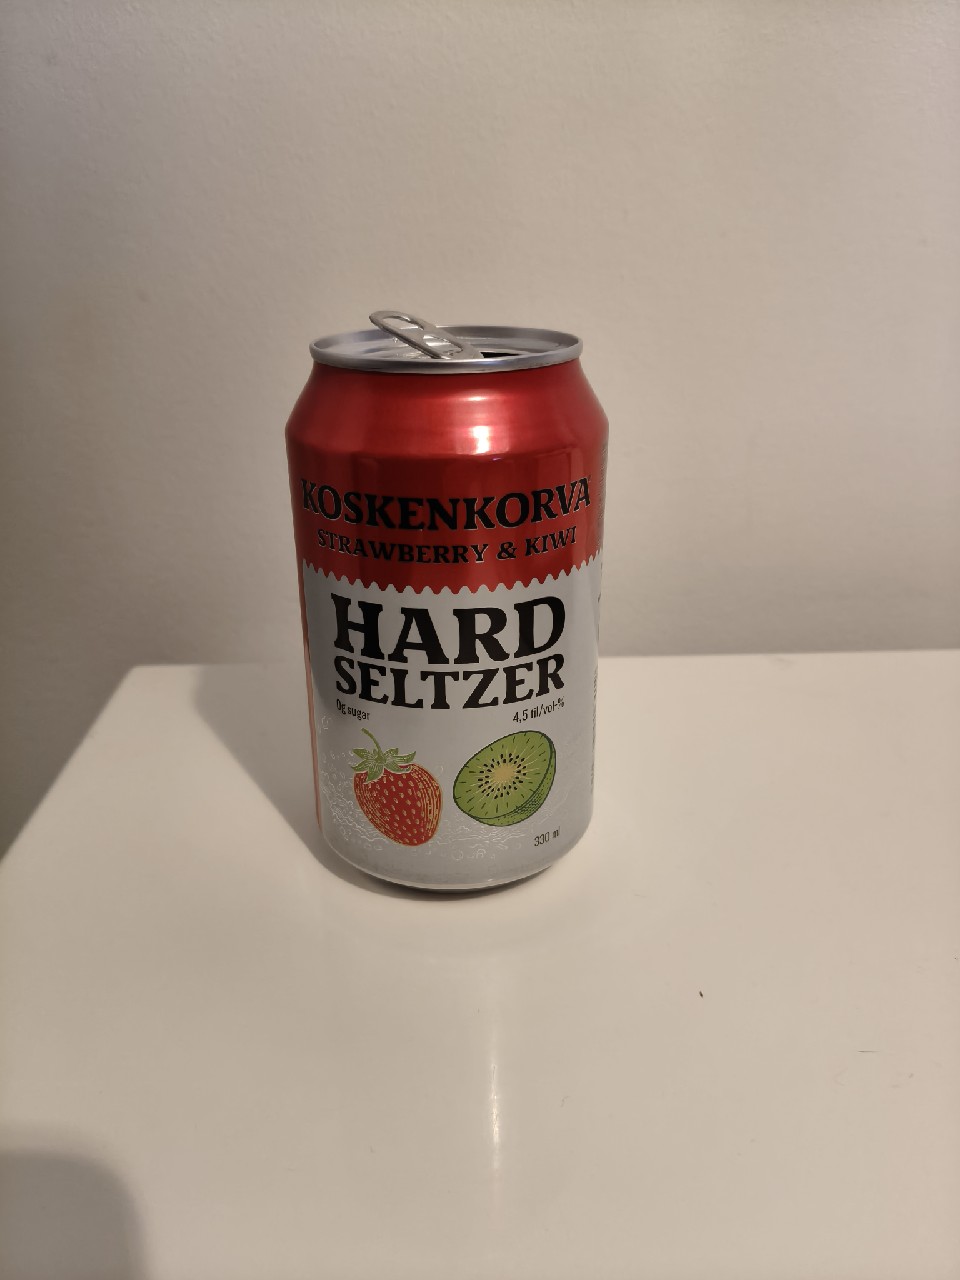 KOSKENKORVA
STRAWBERRY & KIWI
HARD
SELTZER
0g sugar 4,5 til/vol-%
330 ml